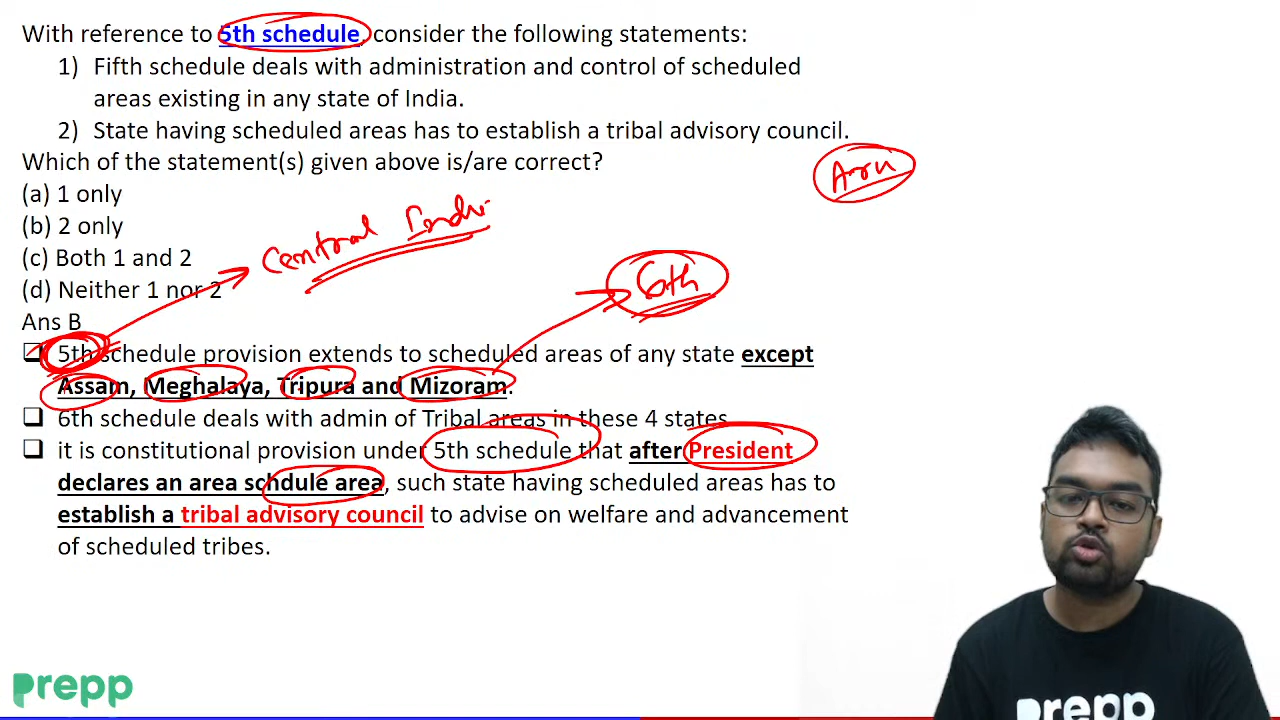 With reference to 5th schedule, consider the following statements:
1) Fifth schedule deals with administration and control of scheduled
areas existing in any state of India.
2) State having scheduled areas has to establish a tribal advisory council.
Which of the statement(s) given above is/are correct?
Aru
(a) 1 only
(b) 2 only
Central Indi
(c) Both 1 and 2
6th
(d) Neither 1 nor 2
Ans B
❑ 5th schedule provision extends to scheduled areas of any state except
Assam, Meghalaya, Tripura and Mizoram.
❑ 6th schedule deals with admin of Tribal areas in these 4 states
❑ it is constitutional provision under 5th schedule that after President
declares an area schdule area, such state having scheduled areas has to
establish a tribal advisory council to advise on welfare and advancement
of scheduled tribes.
prepp
prepp